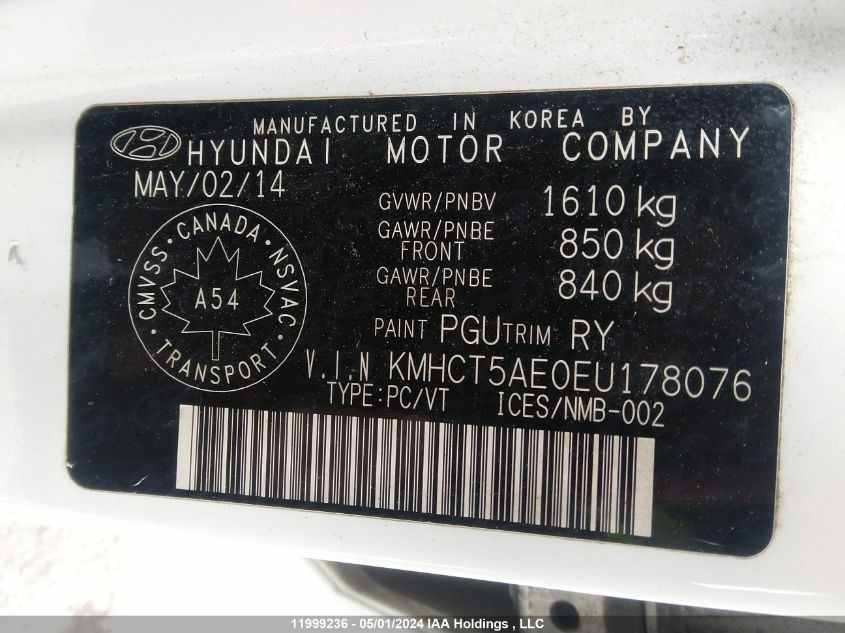 MANUFACTURED IN KOREA BY
HYUNDAI MOTOR COMPANY
MAY/02/14
GVWR/PNBV 1610 kg
GAWR/PNBE FRONT 850 kg
GAWR/PNBE REAR 840 kg
CMVSS · CANADA · NSVAC · TRANSPORT ·
A54
PAINT PGU TRIM RY
V.I.N KMHCT5AE0EU178076
TYPE:PC/VT ICES/NMB-002
11999236 - 05/01/2024 IAA Holdings , LLC